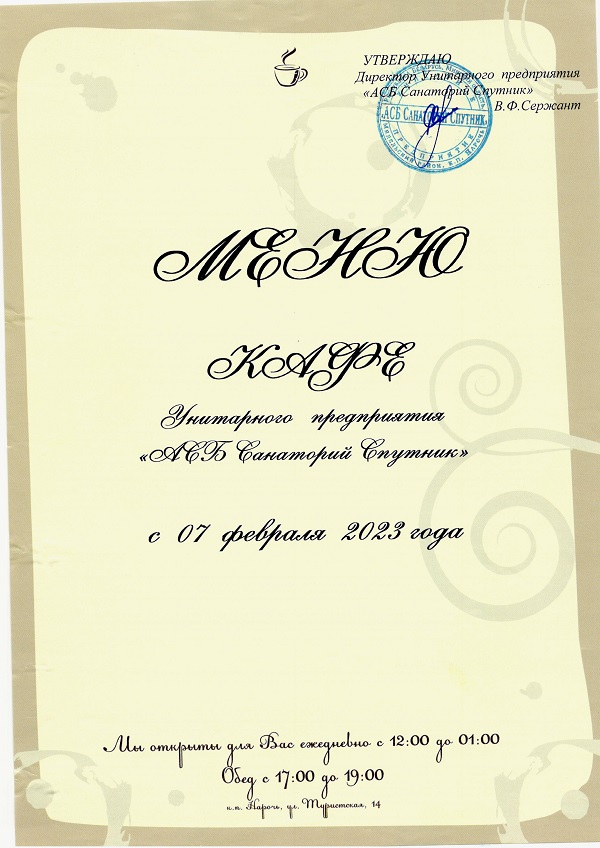 УТВЕРЖДАЮ
Директор Унитарного предприятия
«АСБ Санаторий Спутник»
В.Ф.Сержант
«АСБ Санаторий Спутник»
ПРЕДПРИЯТИЕ
МЕНЮ
КАФЕ
Унитарного предприятия
«АСБ Санаторий Спутник»
с 07 февраля 2023 года
Мы открыты для Вас ежедневно с 12:00 до 01:00
Обед с 17:00 до 19:00
к.п. Нарочь, ул. Туристская, 14